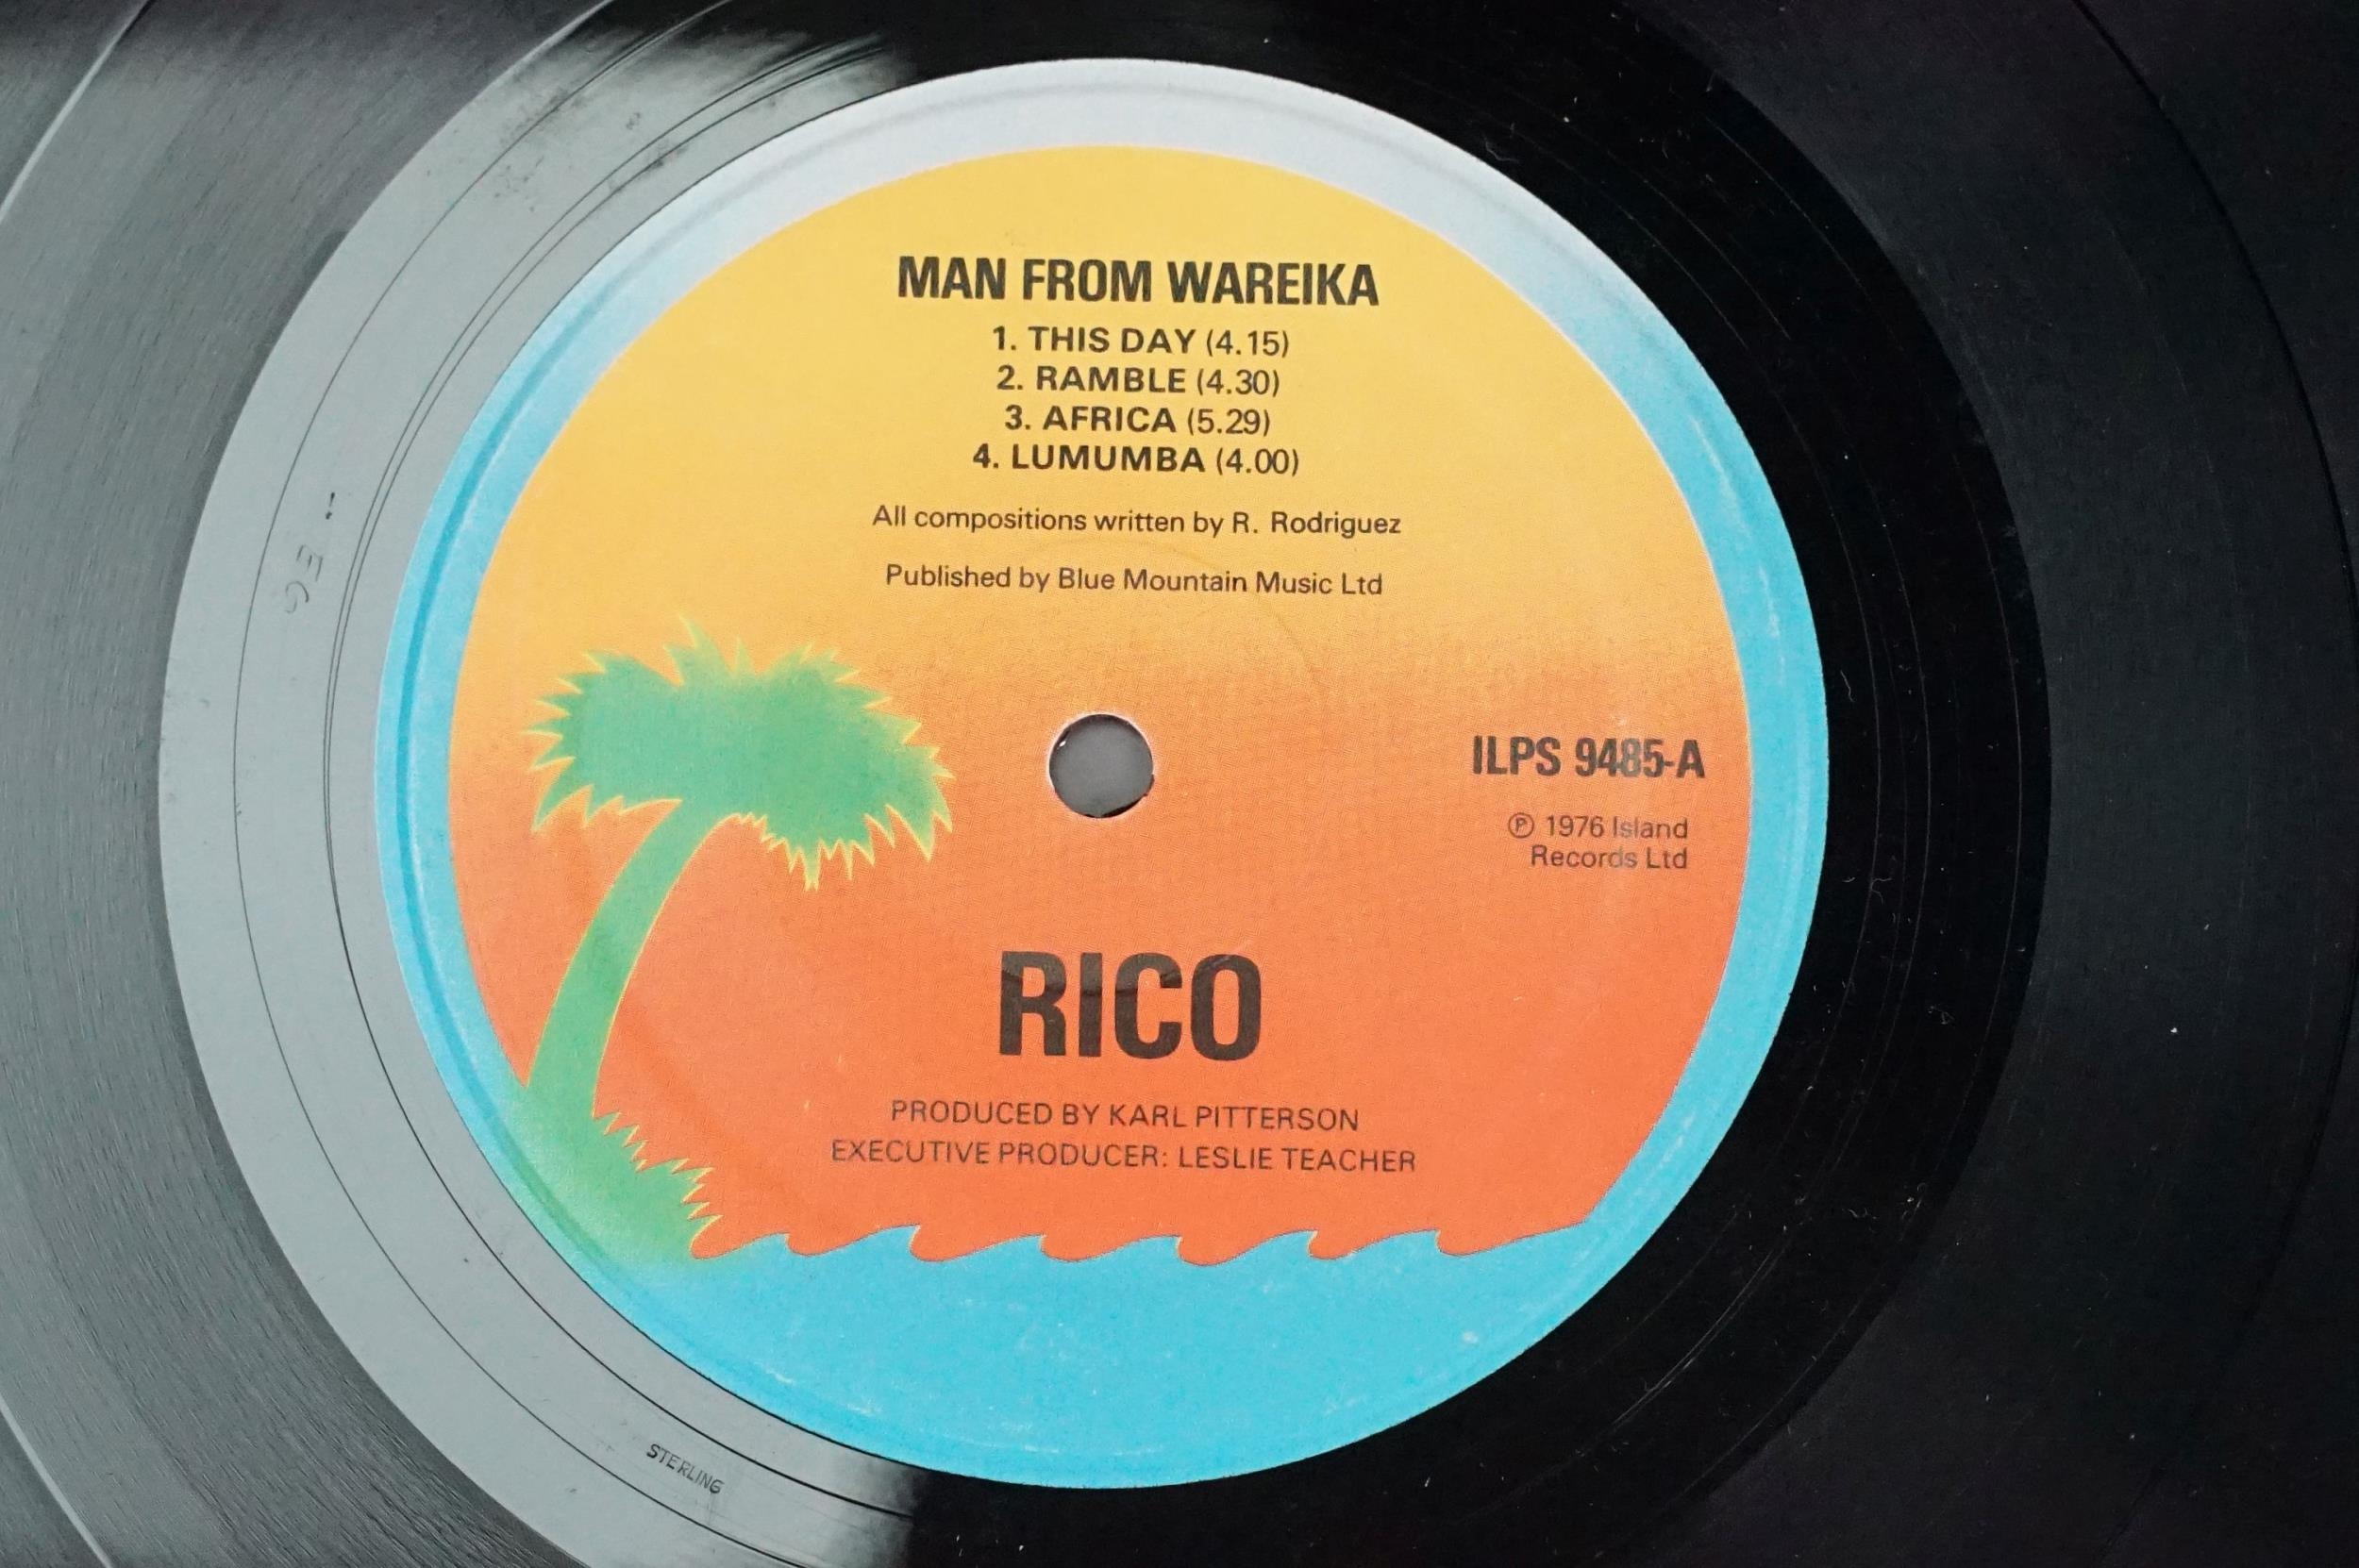 MAN FROM WAREIKA
1. THIS DAY (4.15)
2. RAMBLE (4.30)
3. AFRICA (5.29)
4. LUMUMBA (4.00)
All compositions written by R. Rodriguez
Published by Blue Mountain Music Ltd
ILPS 9485-A
℗ 1976 Island
Records Ltd
RICO
PRODUCED BY KARL PITTERSON
EXECUTIVE PRODUCER: LESLIE TEACHER
STERLING